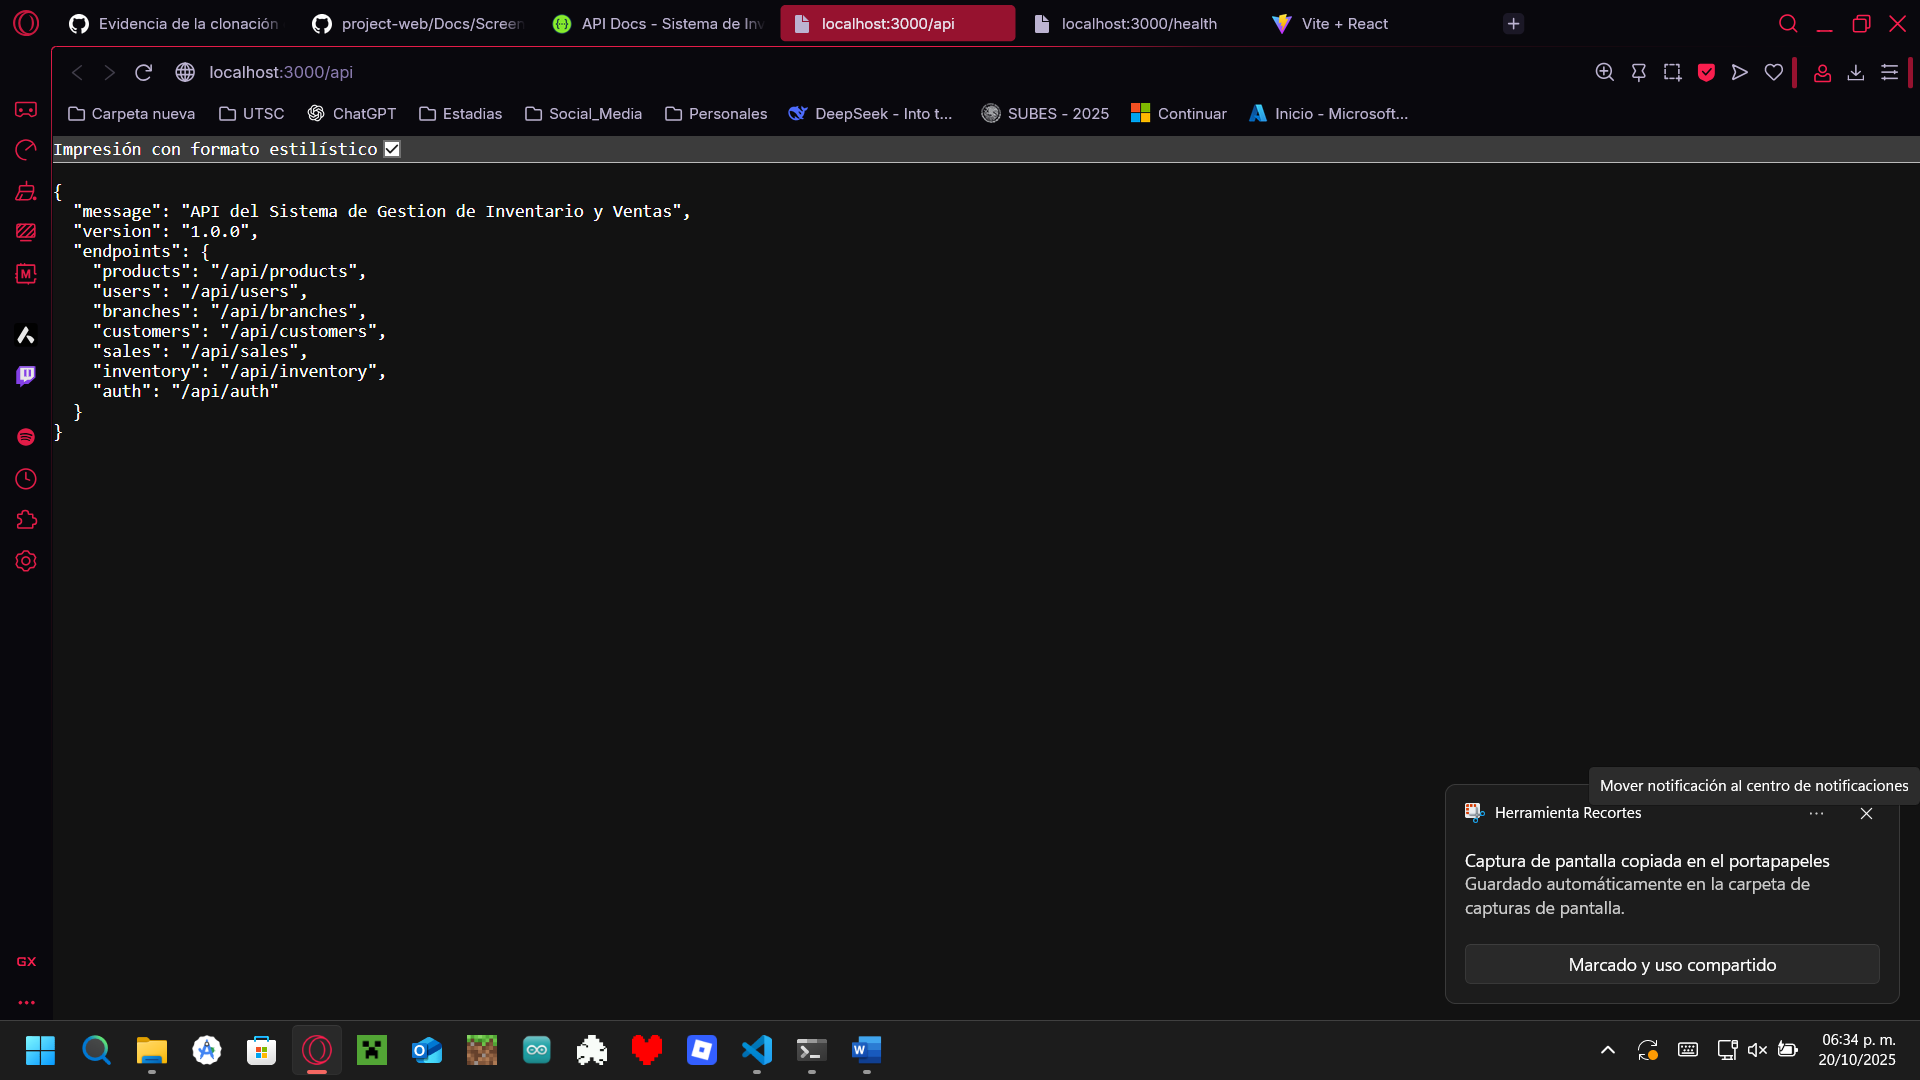 Evidencia de la clonación
project-web/Docs/Screen
API Docs - Sistema de Inv
localhost:3000/api
localhost:3000/health
Vite + React
localhost:3000/api
Carpeta nueva
UTSC
ChatGPT
Estadias
Social_Media
Personales
DeepSeek - Into t...
SUBES - 2025
Continuar
Inicio - Microsoft...
Impresión con formato estilístico
{
"message": "API del Sistema de Gestion de Inventario y Ventas",
"version": "1.0.0",
"endpoints": {
"products": "/api/products",
"users": "/api/users",
"branches": "/api/branches",
"customers": "/api/customers",
"sales": "/api/sales",
"inventory": "/api/inventory",
"auth": "/api/auth"
}
}
Mover notificación al centro de notificaciones
Herramienta Recortes
Captura de pantalla copiada en el portapapeles
Guardado automáticamente en la carpeta de
capturas de pantalla.
Marcado y uso compartido
GX
06:34 p. m.
20/10/2025